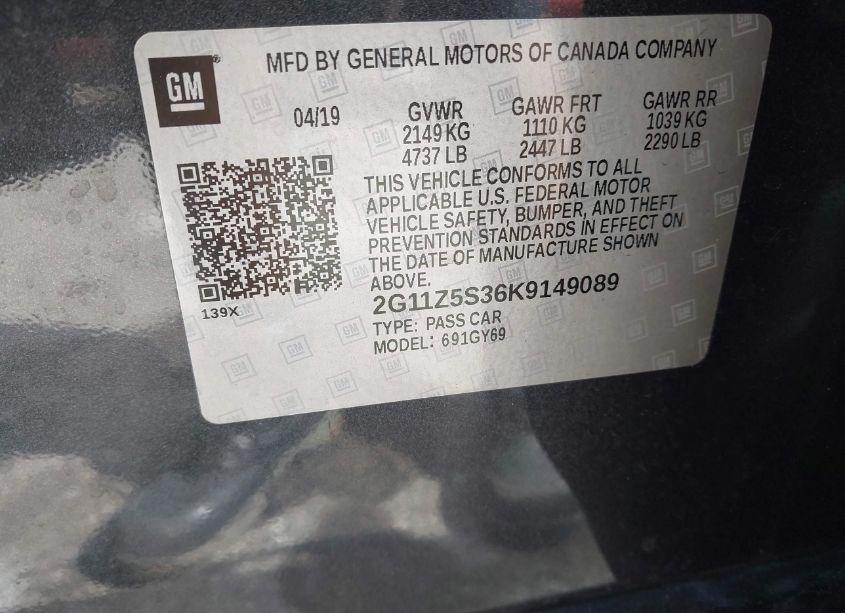 GM
MFD BY GENERAL MOTORS OF CANADA COMPANY
04/19
GVWR
2149 KG
4737 LB
GAWR FRT
1110 KG
2447 LB
GAWR RR
1039 KG
2290 LB
THIS VEHICLE CONFORMS TO ALL
APPLICABLE U.S. FEDERAL MOTOR
VEHICLE SAFETY, BUMPER, AND THEFT
PREVENTION STANDARDS IN EFFECT ON
THE DATE OF MANUFACTURE SHOWN
ABOVE.
139X
2G11Z5S36K9149089
TYPE: PASS CAR
MODEL: 691GY69